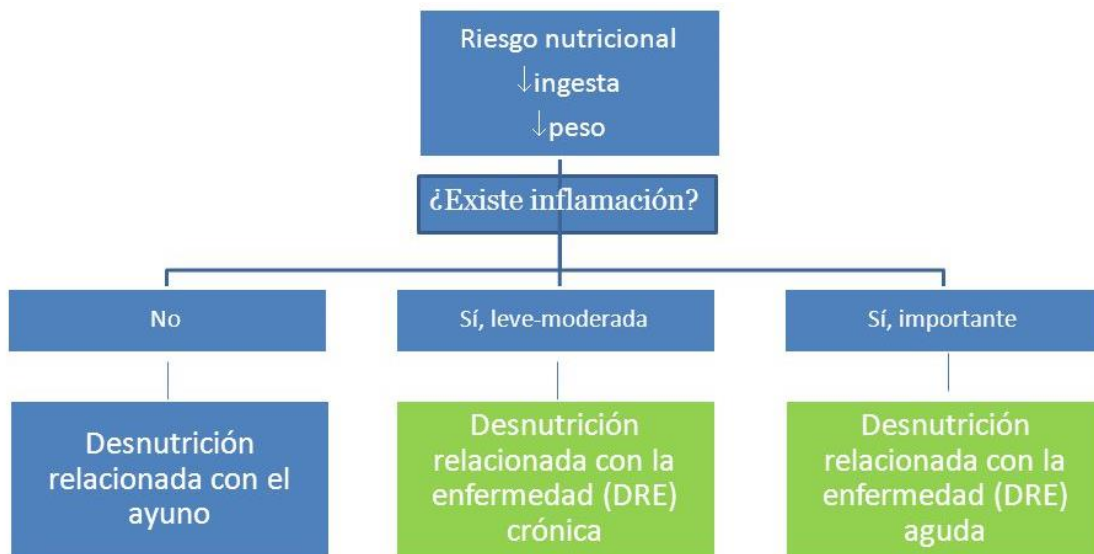 Riesgo nutricional
↓ingesta
↓peso
¿Existe inflamación?
No
Sí, leve-moderada
Sí, importante
Desnutrición
relacionada con el
ayuno
Desnutrición
relacionada con la
enfermedad (DRE)
crónica
Desnutrición
relacionada con la
enfermedad (DRE)
aguda